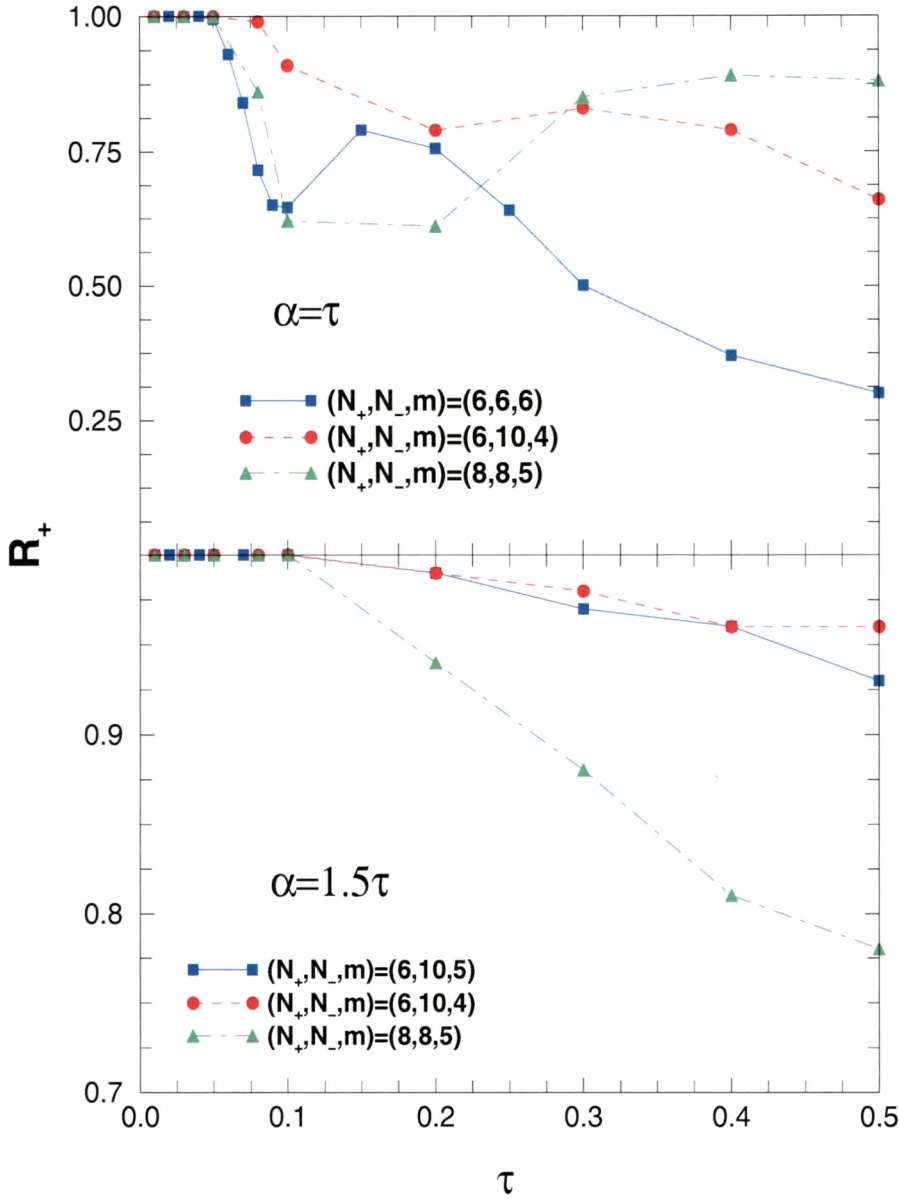 1.00
0.75
0.50
0.25
α=τ
(N₊,N₋,m)=(6,6,6)
(N₊,N₋,m)=(6,10,4)
(N₊,N₋,m)=(8,8,5)
R₊
0.9
0.8
0.7
α=1.5τ
(N₊,N₋,m)=(6,10,5)
(N₊,N₋,m)=(6,10,4)
(N₊,N₋,m)=(8,8,5)
0.0 0.1 0.2 0.3 0.4 0.5
τ